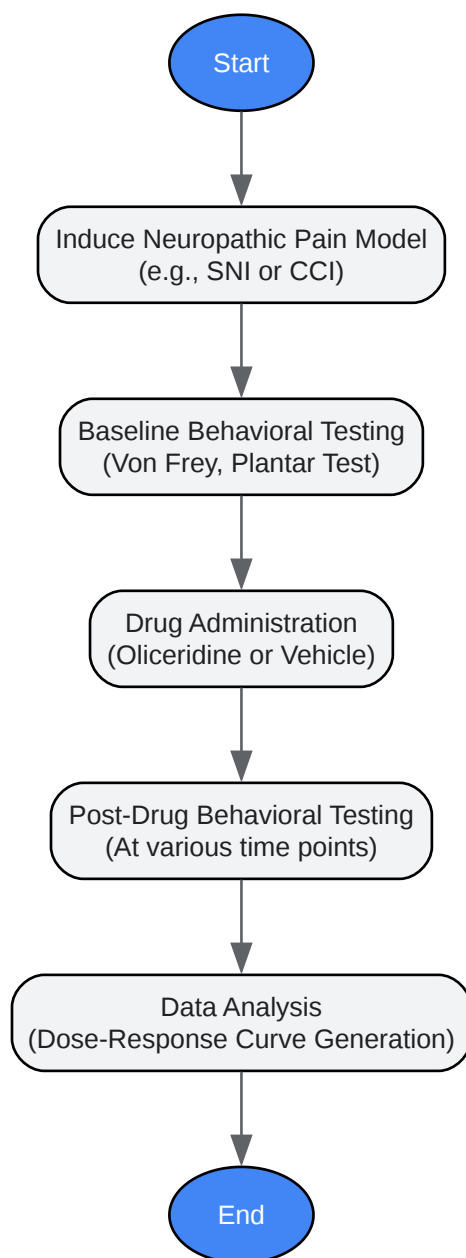 Start
Induce Neuropathic Pain Model
(e.g., SNI or CCI)
Baseline Behavioral Testing
(Von Frey, Plantar Test)
Drug Administration
(Oliceridine or Vehicle)
Post-Drug Behavioral Testing
(At various time points)
Data Analysis
(Dose-Response Curve Generation)
End